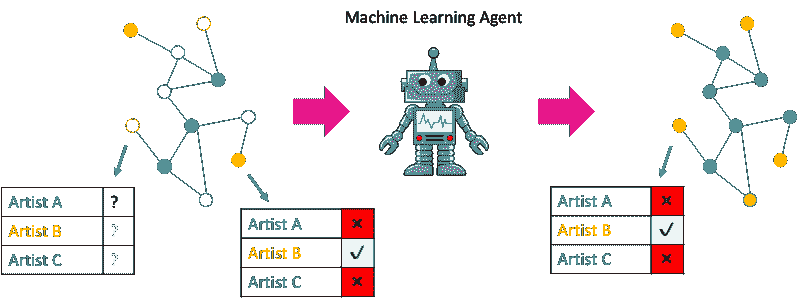 Machine Learning Agent
Artist A ?
Artist B ?
Artist C ?
Artist A ×
Artist B ✓
Artist C ×
Artist A ×
Artist B ✓
Artist C ×